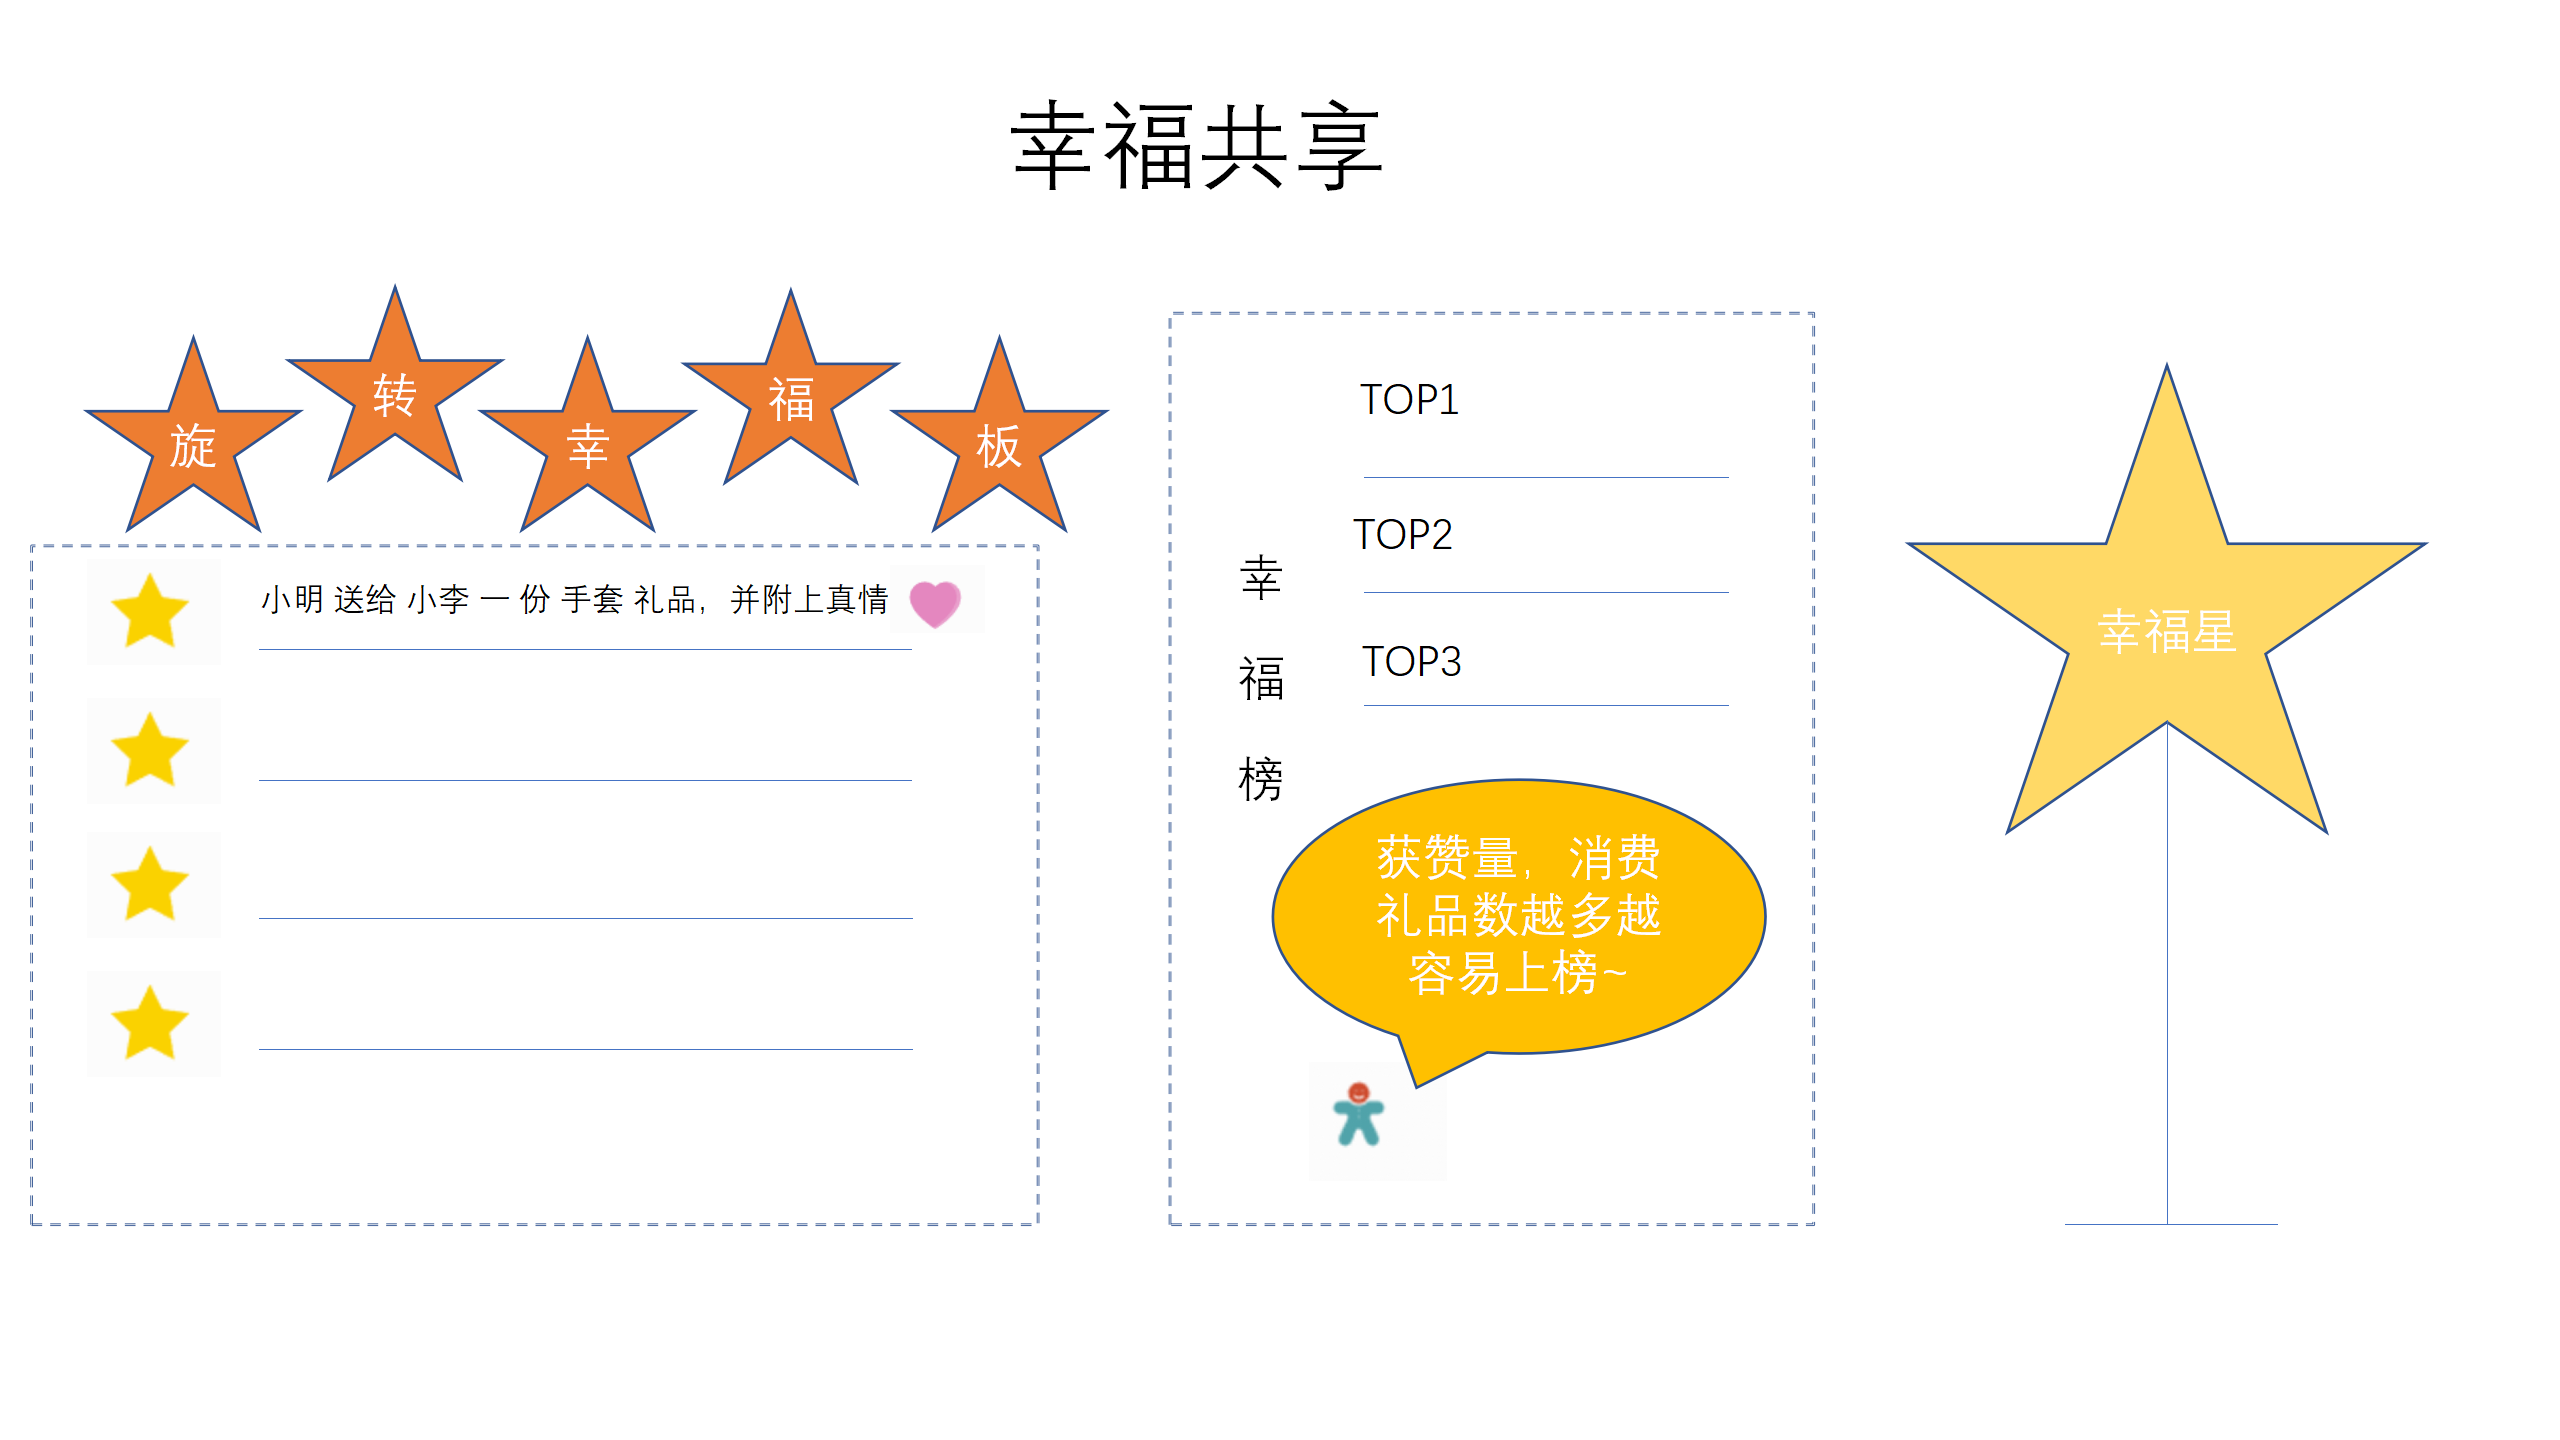 幸福共享
旋转幸福板
小明 送给 小李 一 份 手套 礼品，并附上真情
幸
福
榜
TOP1
TOP2
TOP3
获赞量，消费
礼品数越多越
容易上榜~
幸福星